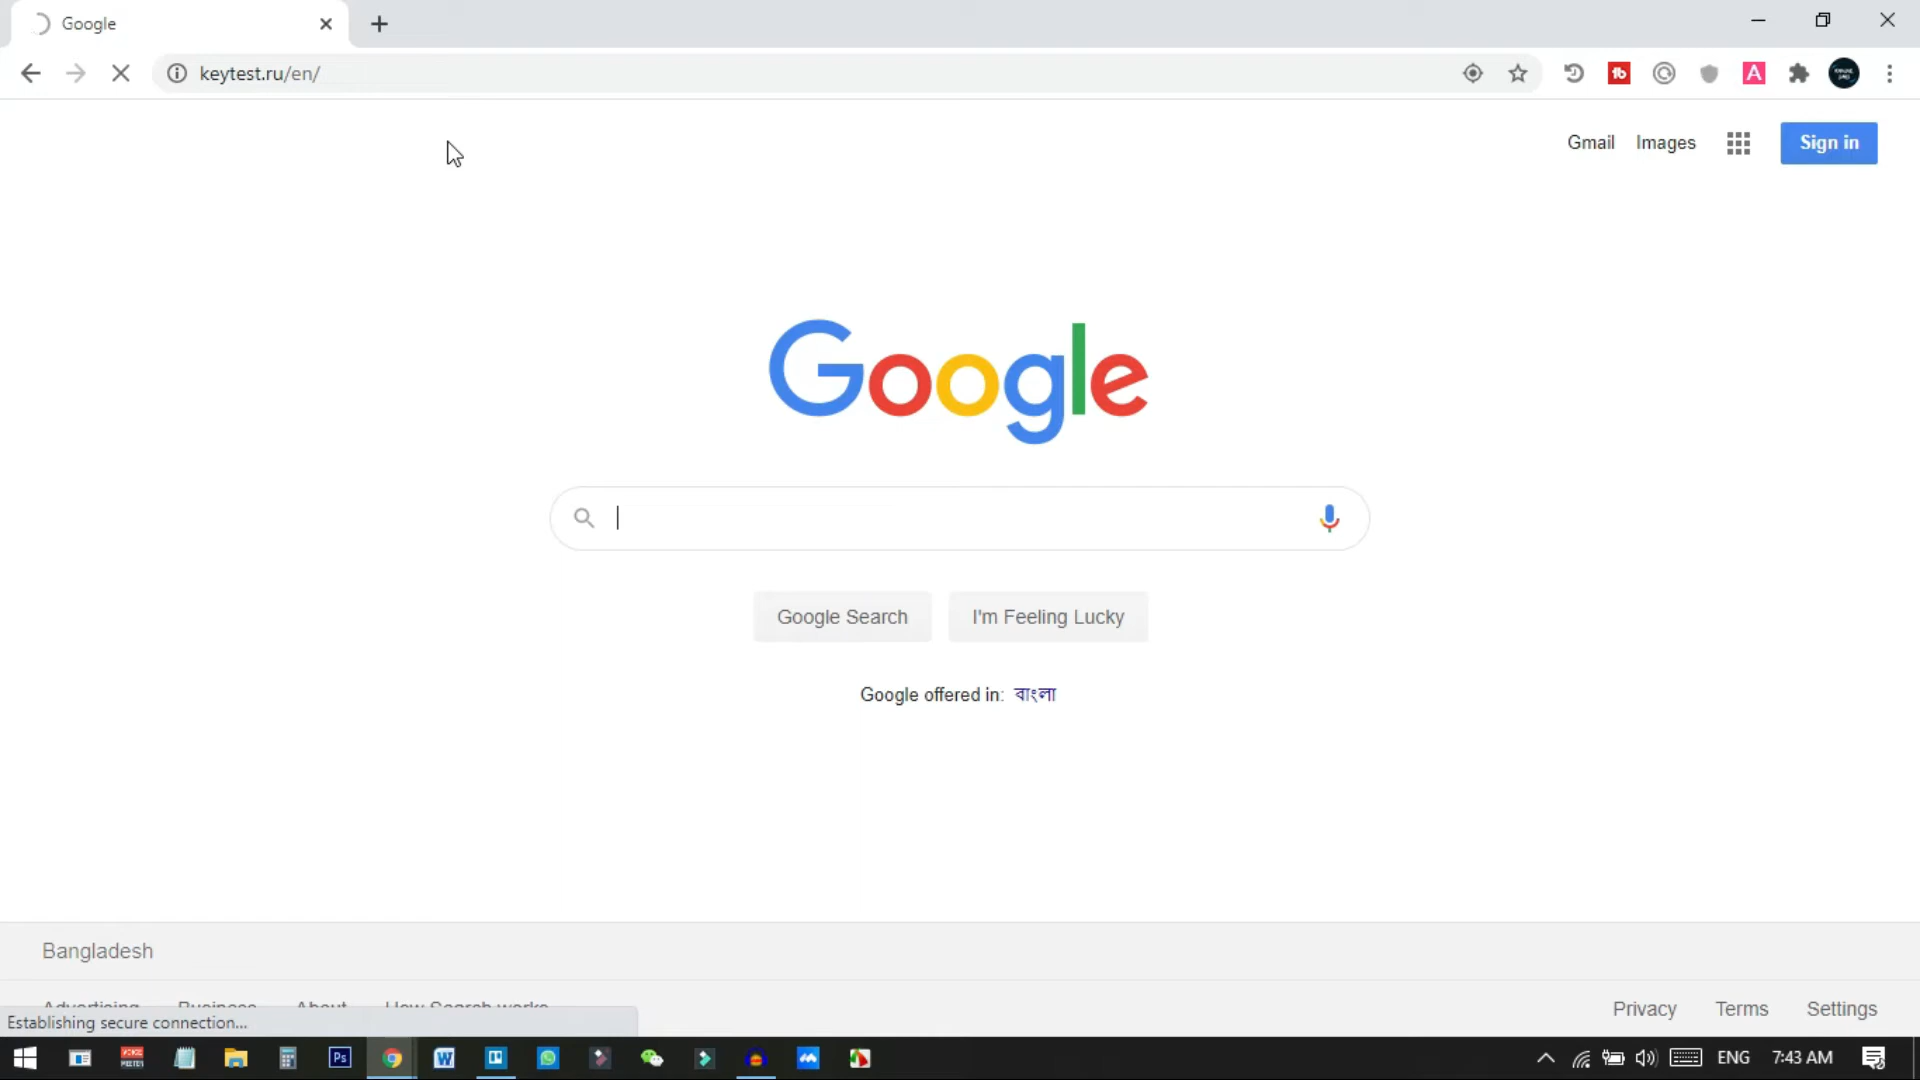 Google
keytest.ru/en/
Gmail Images Sign in
Google
Google Search I'm Feeling Lucky
Google offered in: বাংলা
Bangladesh
Advertising Business About How Search works
Privacy Terms Settings
Establishing secure connection...
Ps
ENG 7:43 AM